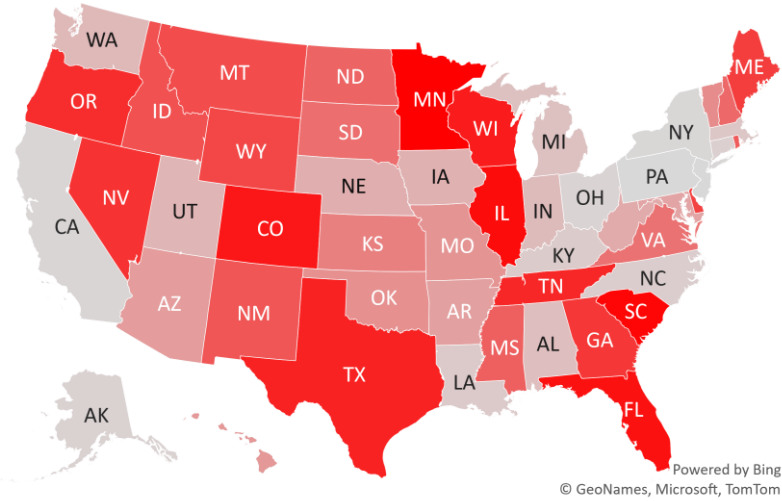 WA
MT
ND
MN
ME
OR
ID
SD
WI
MI
NY
WY
NE
IA
PA
NV
UT
CO
IL
IN
OH
CA
KS
MO
KY
VA
AZ
NM
OK
AR
TN
NC
SC
TX
MS
AL
GA
LA
AK
FL
Powered by Bing
© GeoNames, Microsoft, TomTom